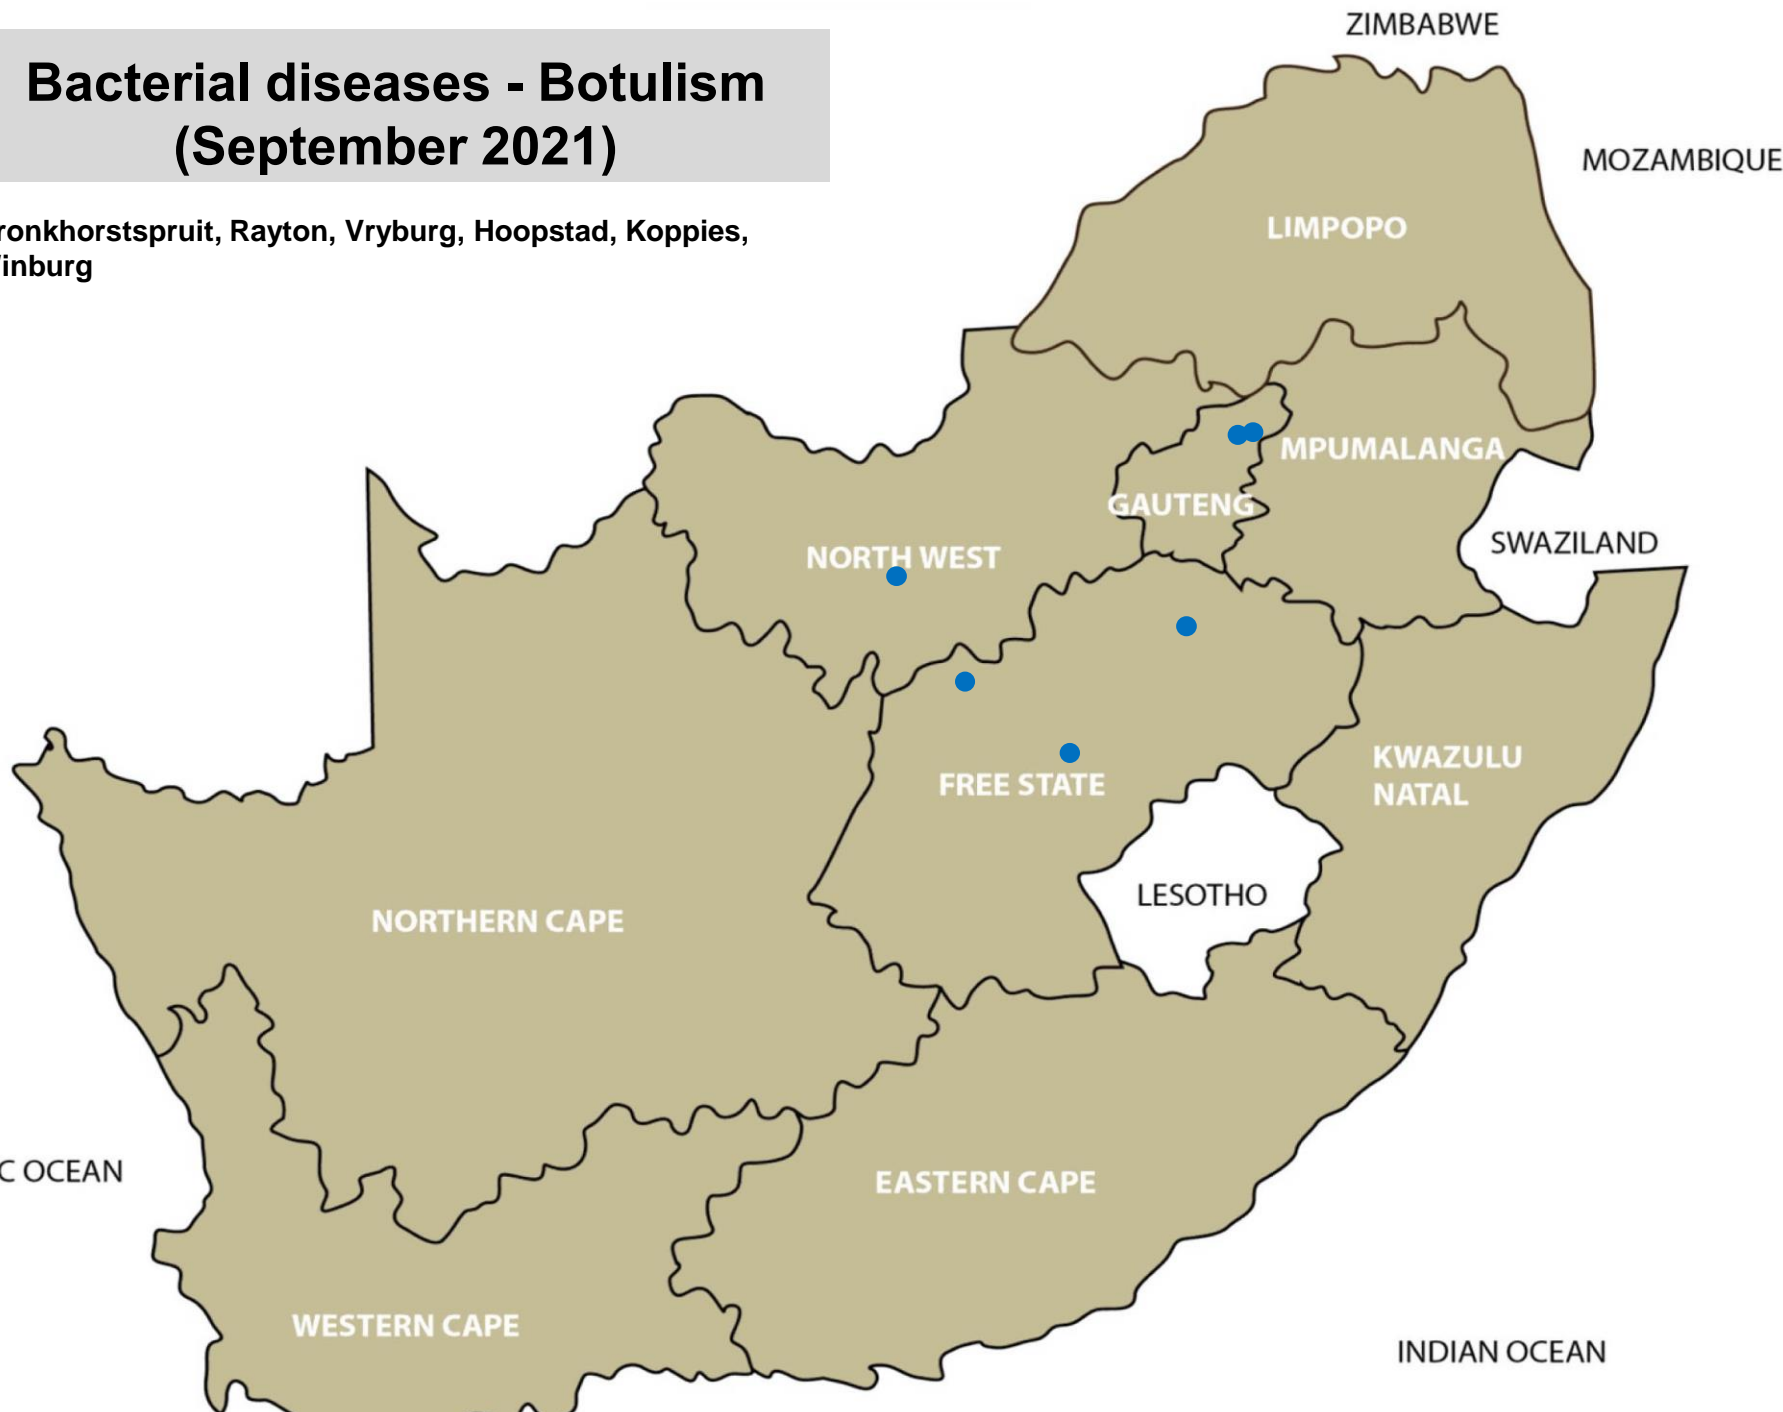 ZIMBABWE
Bacterial diseases - Botulism
(September 2021)
MOZAMBIQUE
ronkhorstspruit, Rayton, Vryburg, Hoopstad, Koppies,
inburg
LIMPOPO
MPUMALANGA
GAUTENG
SWAZILAND
NORTH WEST
KWAZULU
NATAL
FREE STATE
LESOTHO
NORTHERN CAPE
C OCEAN
EASTERN CAPE
WESTERN CAPE
INDIAN OCEAN